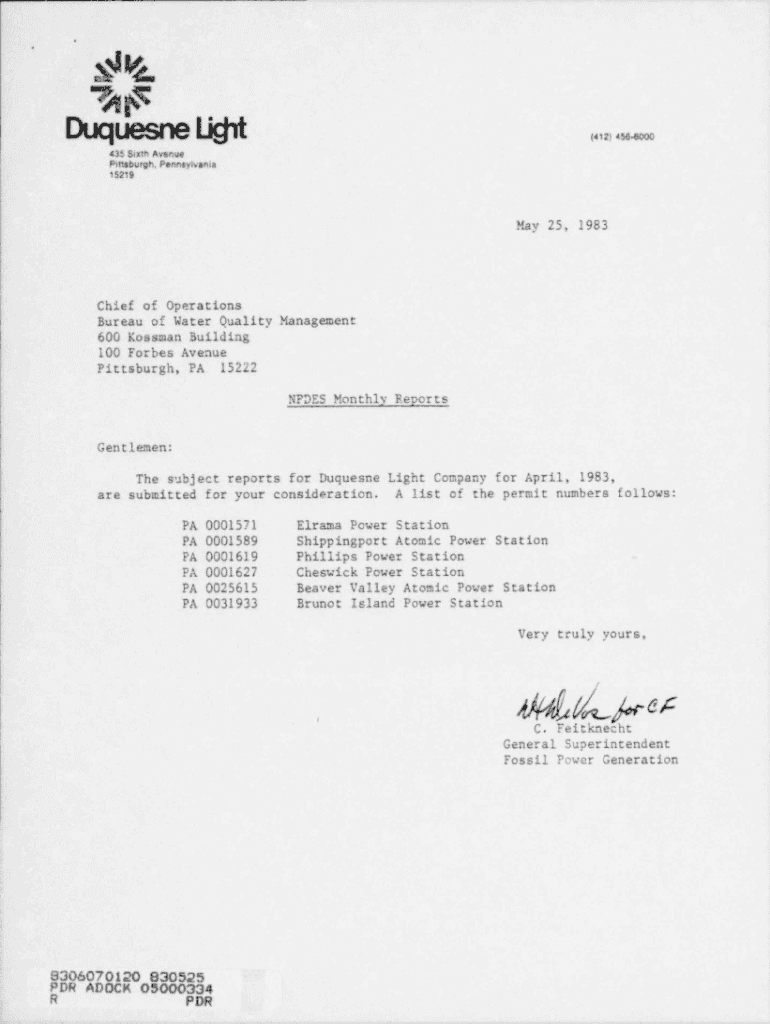 Duquesne Light
435 Sixth Avenue
Pittsburgh, Pennsylvania
15219
(412) 456-6000
May 25, 1983
Chief of Operations
Bureau of Water Quality Management
600 Kossman Building
100 Forbes Avenue
Pittsburgh, PA 15222
NPDES Monthly Reports
Gentlemen:
The subject reports for Duquesne Light Company for April, 1983,
are submitted for your consideration. A list of the permit numbers follows:
PA 0001571 Elrama Power Station
PA 0001589 Shippingport Atomic Power Station
PA 0001619 Phillips Power Station
PA 0001627 Cheswick Power Station
PA 0025615 Beaver Valley Atomic Power Station
PA 0031933 Brunot Island Power Station
Very truly yours,
for CF
C. Feitknecht
General Superintendent
Fossil Power Generation
8306070120 830525
PDR ADOCK 05000334
R PDR